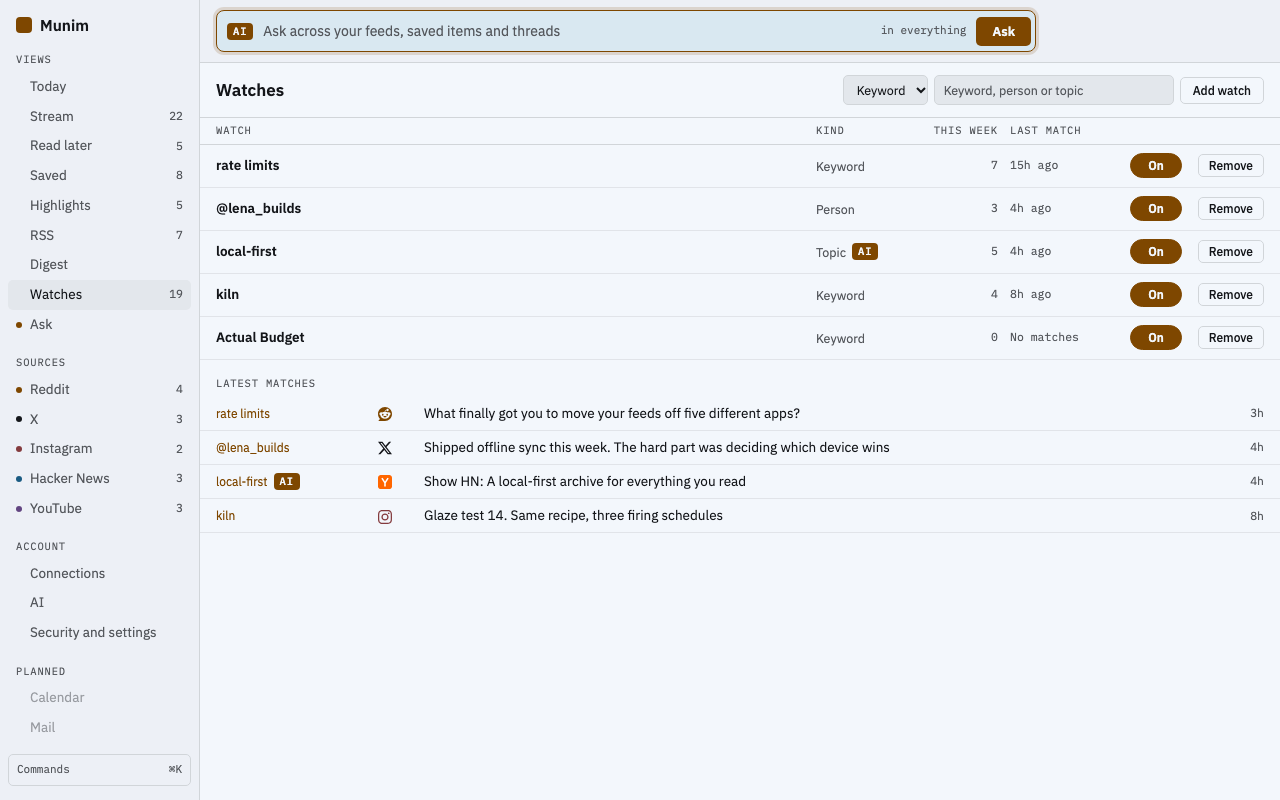 Munim
VIEWS
Today
Stream 22
Read later 5
Saved 8
Highlights 5
RSS 7
Digest
Watches 19
Ask
SOURCES
Reddit 4
X 3
Instagram 2
Hacker News 3
YouTube 3
ACCOUNT
Connections
AI
Security and settings
PLANNED
Calendar
Mail
Commands ⌘K
AI Ask across your feeds, saved items and threads in everything Ask
Watches Keyword Keyword, person or topic Add watch
WATCH KIND THIS WEEK LAST MATCH
rate limits Keyword 7 15h ago On Remove
@lena_builds Person 3 4h ago On Remove
local-first Topic AI 5 4h ago On Remove
kiln Keyword 4 8h ago On Remove
Actual Budget Keyword 0 No matches On Remove
LATEST MATCHES
rate limits What finally got you to move your feeds off five different apps? 3h
@lena_builds Shipped offline sync this week. The hard part was deciding which device wins 4h
local-first AI Y Show HN: A local-first archive for everything you read 4h
kiln Glaze test 14. Same recipe, three firing schedules 8h